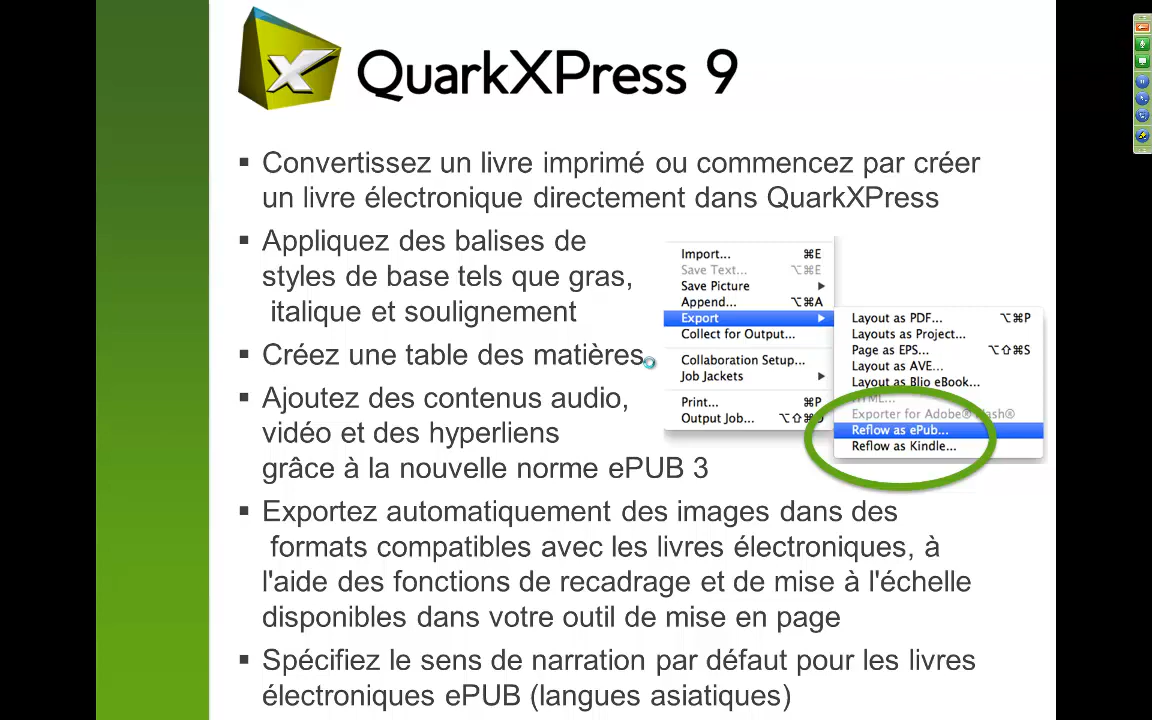 QuarkXPress 9
▪ Convertissez un livre imprimé ou commencez par créer
un livre électronique directement dans QuarkXPress
▪ Appliquez des balises de
styles de base tels que gras,
italique et soulignement
▪ Créez une table des matières
▪ Ajoutez des contenus audio,
vidéo et des hyperliens
grâce à la nouvelle norme ePUB 3
Import... ⌘E
Save Text... ⌥⌘E
Save Picture
Append... ⌥⌘A
Export
Collect for Output...
Collaboration Setup...
Job Jackets
Print... ⌘P
Output Job... ⌥⇧⌘
Layout as PDF... ⌥⌘P
Layouts as Project...
Page as EPS... ⌥⇧⌘S
Layout as AVE...
Layout as Blio eBook...
HTML...
Exporter for Adobe® Flash®
Reflow as ePub...
Reflow as Kindle...
▪ Exportez automatiquement des images dans des
formats compatibles avec les livres électroniques, à
l'aide des fonctions de recadrage et de mise à l'échelle
disponibles dans votre outil de mise en page
▪ Spécifiez le sens de narration par défaut pour les livres
électroniques ePUB (langues asiatiques)